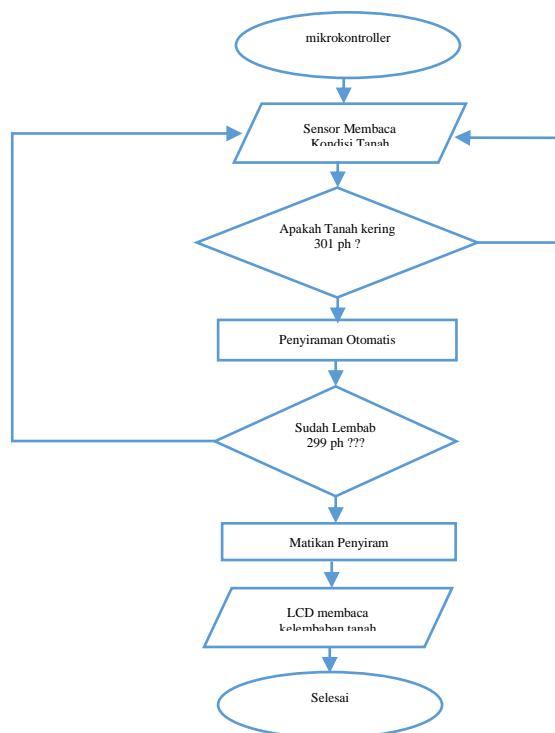 mikrokontroller
Sensor Membaca
Kondisi Tanah
Apakah Tanah kering
301 ph ?
Penyiraman Otomatis
Sudah Lembab
299 ph ???
Matikan Penyiram
LCD membaca
kelembaban tanah
Selesai